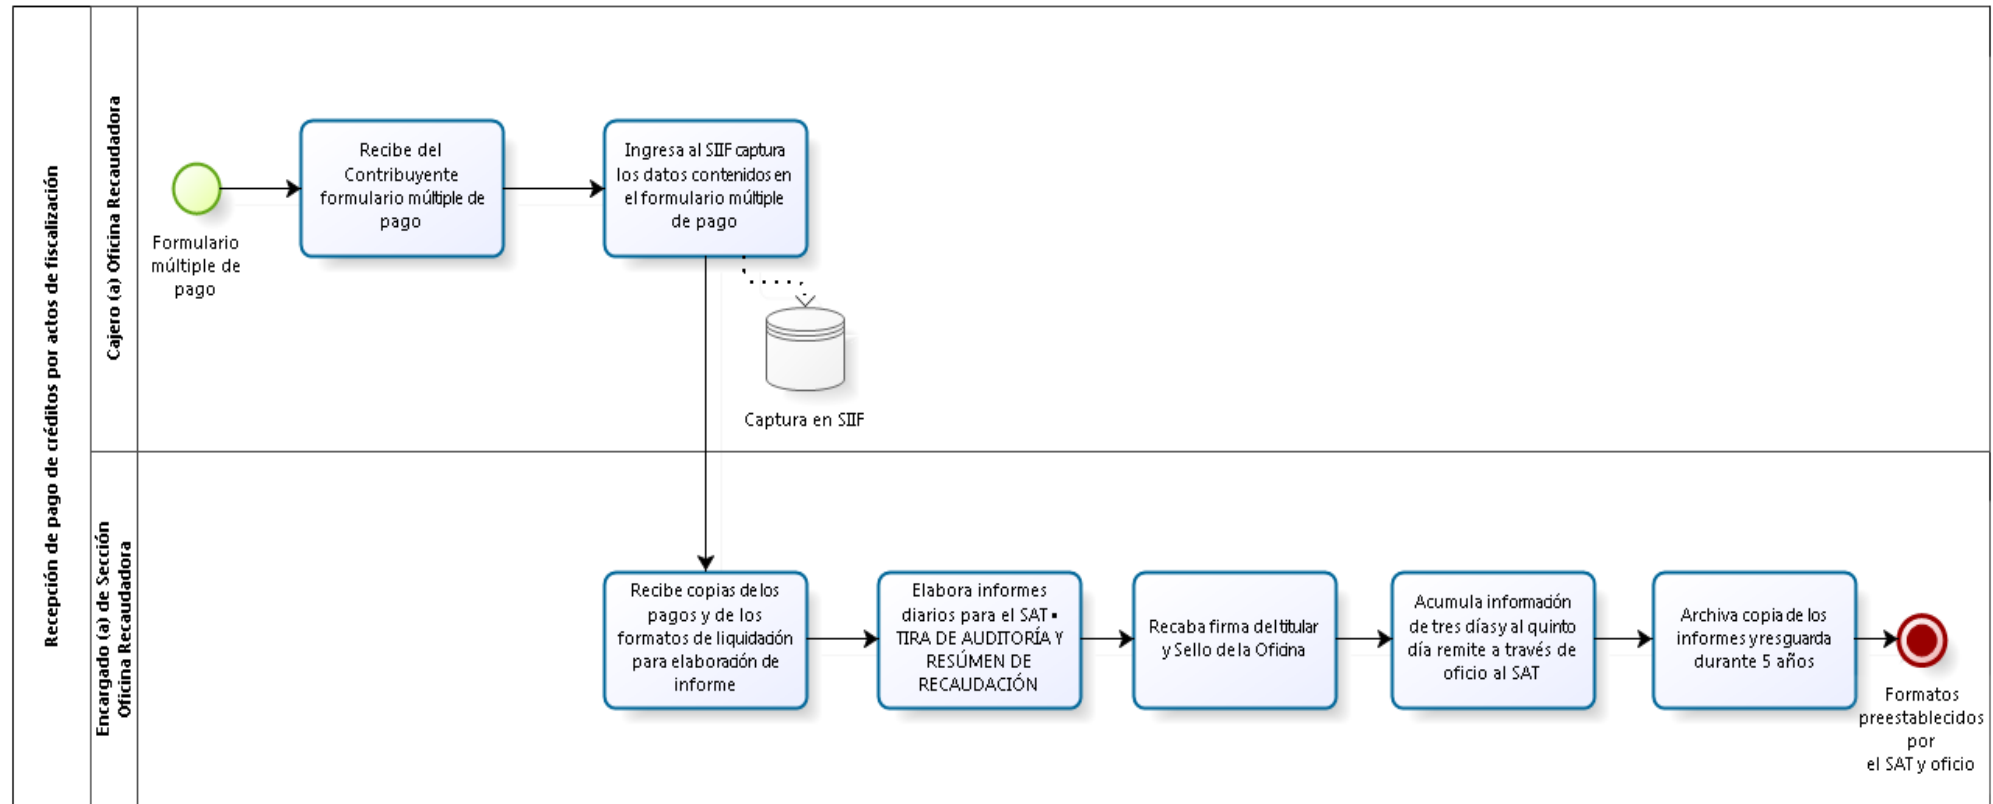 Recepción de pago de créditos por actos de fiscalización
Cajero (a) Oficina Recaudadora
Formulario
múltiple de
pago
Recibe del
Contribuyente
formulario múltiple de
pago
Ingresa al SIIF captura
los datos contenidos en
el formulario múltiple
de pago
Captura en SIIF
Encargado (a) de Sección
Oficina Recaudadora
Recibe copias de los
pagos y de los
formatos de liquidación
para elaboración de
informe
Elabora informes
diarios para el SAT▪
TIRA DE AUDITORÍA Y
RESÚMEN DE
RECAUDACIÓN
Recaba firma del titular
y Sello de la Oficina
Acumula información
de tres días y al quinto
día remite a través de
oficio al SAT
Archiva copia de los
informes y resguarda
durante 5 años
Formatos
preestablecidos
por
el SAT y oficio